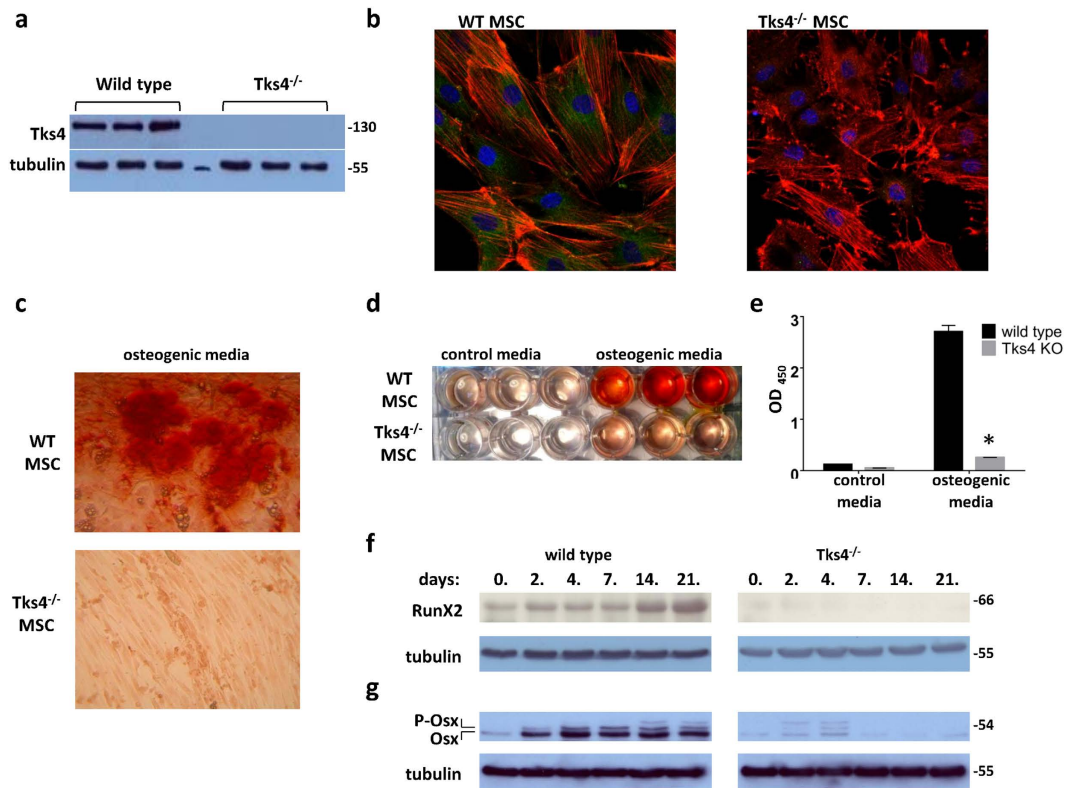 a
Wild type
Tks4-/-
Tks4
-130
tubulin
-55
b
WT MSC
Tks4-/- MSC
c
osteogenic media
WT
MSC
Tks4-/-
MSC
d
control media
osteogenic media
WT
MSC
Tks4-/-
MSC
e
3
2
1
0
OD 450
wild type
Tks4 KO
*
control
media
osteogenic
media
f
wild type
Tks4-/-
days: 0. 2. 4. 7. 14. 21.
0. 2. 4. 7. 14. 21.
RunX2
-66
tubulin
-55
g
P-Osx
Osx
-54
tubulin
-55